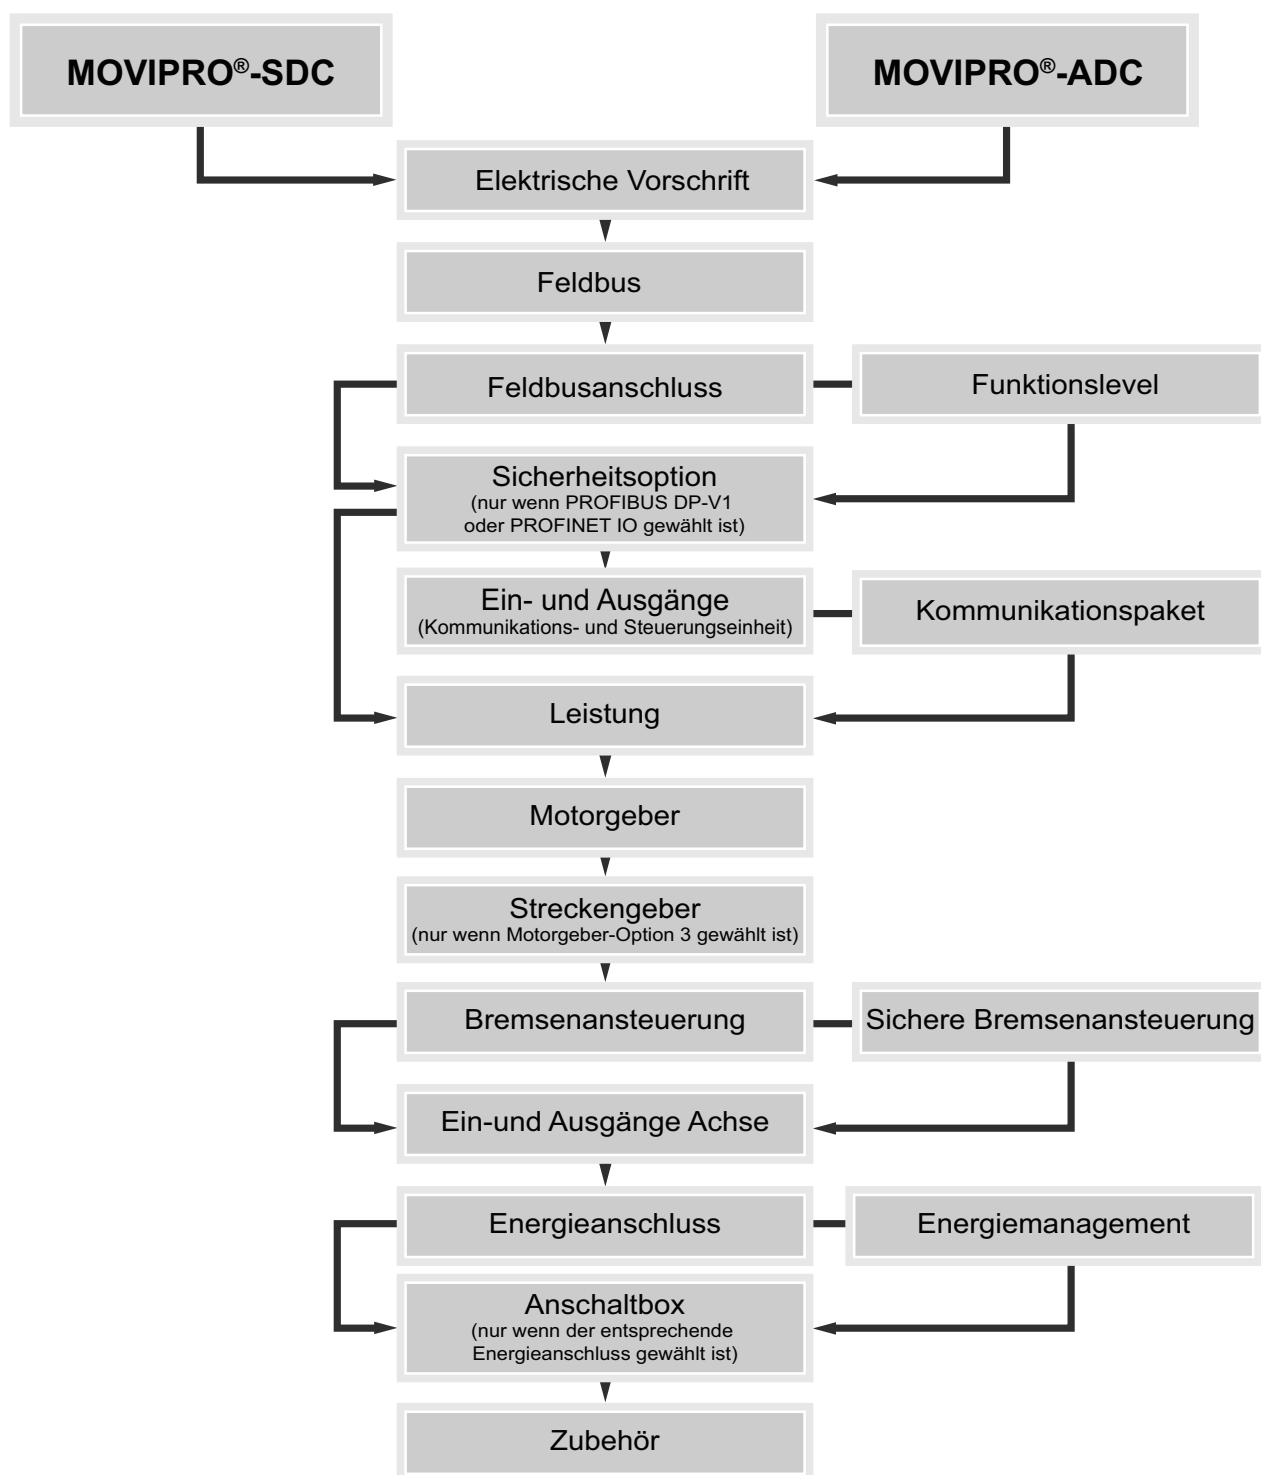 MOVIPRO®-SDC
MOVIPRO®-ADC
Elektrische Vorschrift
Feldbus
Feldbusanschluss
Funktionslevel
Sicherheitsoption
(nur wenn PROFIBUS DP-V1
oder PROFINET IO gewählt ist)
Ein- und Ausgänge
(Kommunikations- und Steuerungseinheit)
Kommunikationspaket
Leistung
Motorgeber
Streckengeber
(nur wenn Motorgeber-Option 3 gewählt ist)
Bremsenansteuerung
Sichere Bremsenansteuerung
Ein-und Ausgänge Achse
Energieanschluss
Energiemanagement
Anschaltbox
(nur wenn der entsprechende
Energieanschluss gewählt ist)
Zubehör